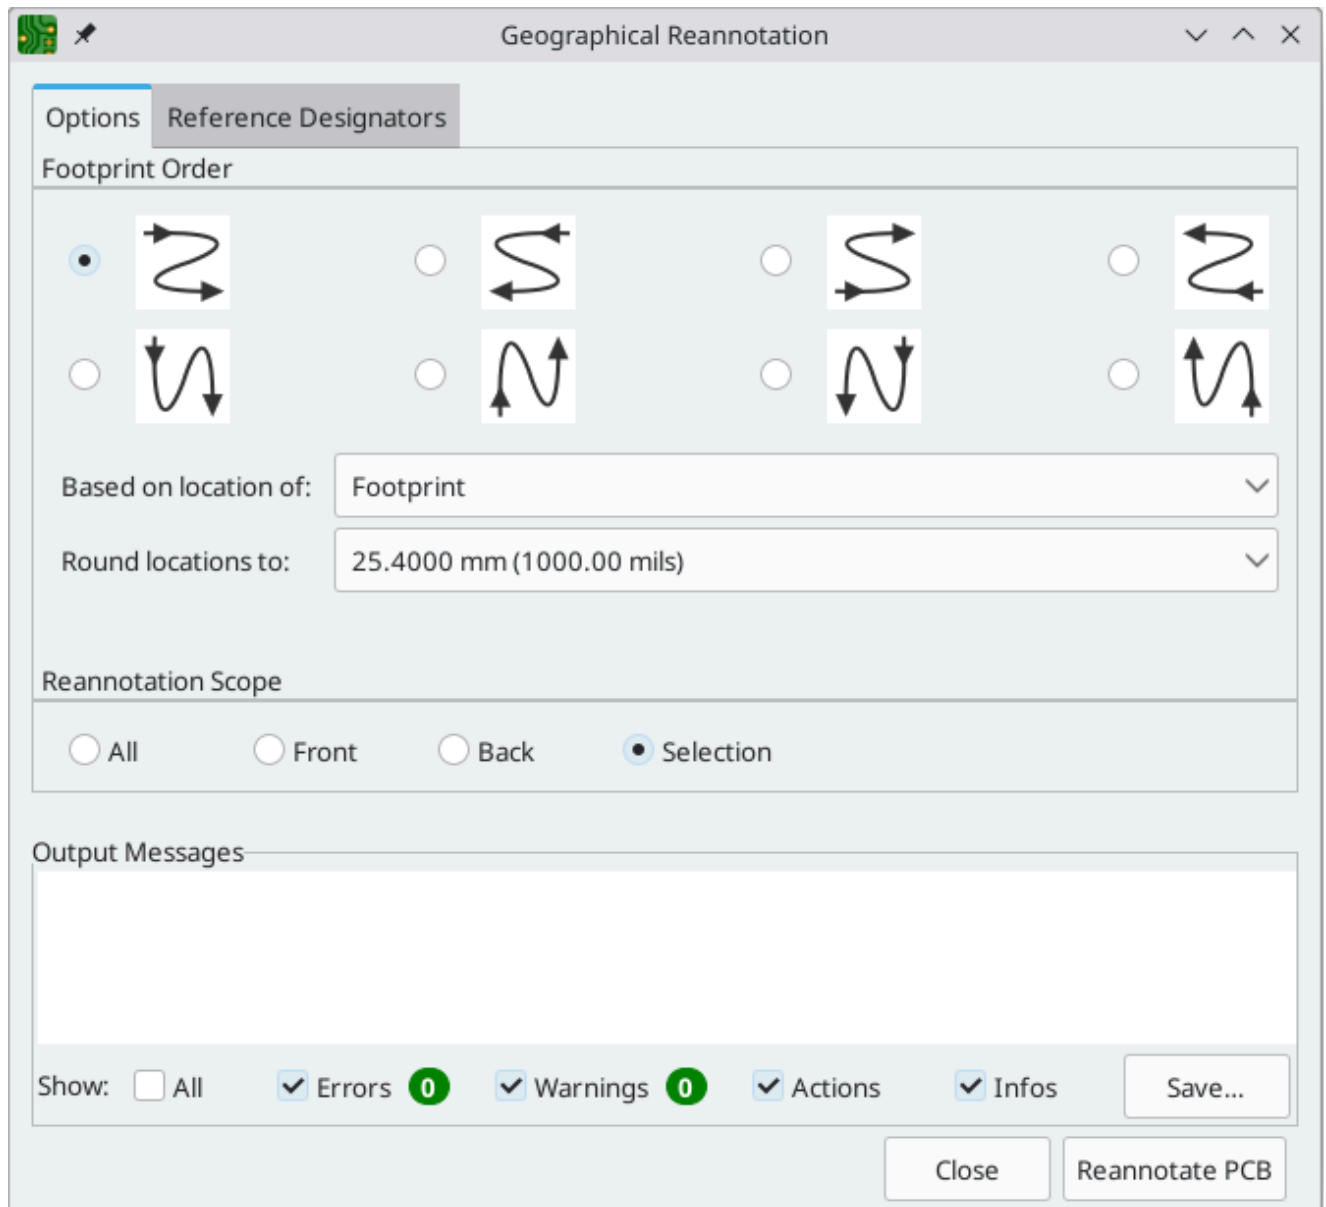 Geographical Reannotation
Options Reference Designators
Footprint Order
Based on location of: Footprint
Round locations to: 25.4000 mm (1000.00 mils)
Reannotation Scope
All Front Back Selection
Output Messages
Show: All Errors 0 Warnings 0 Actions Infos Save...
Close Reannotate PCB